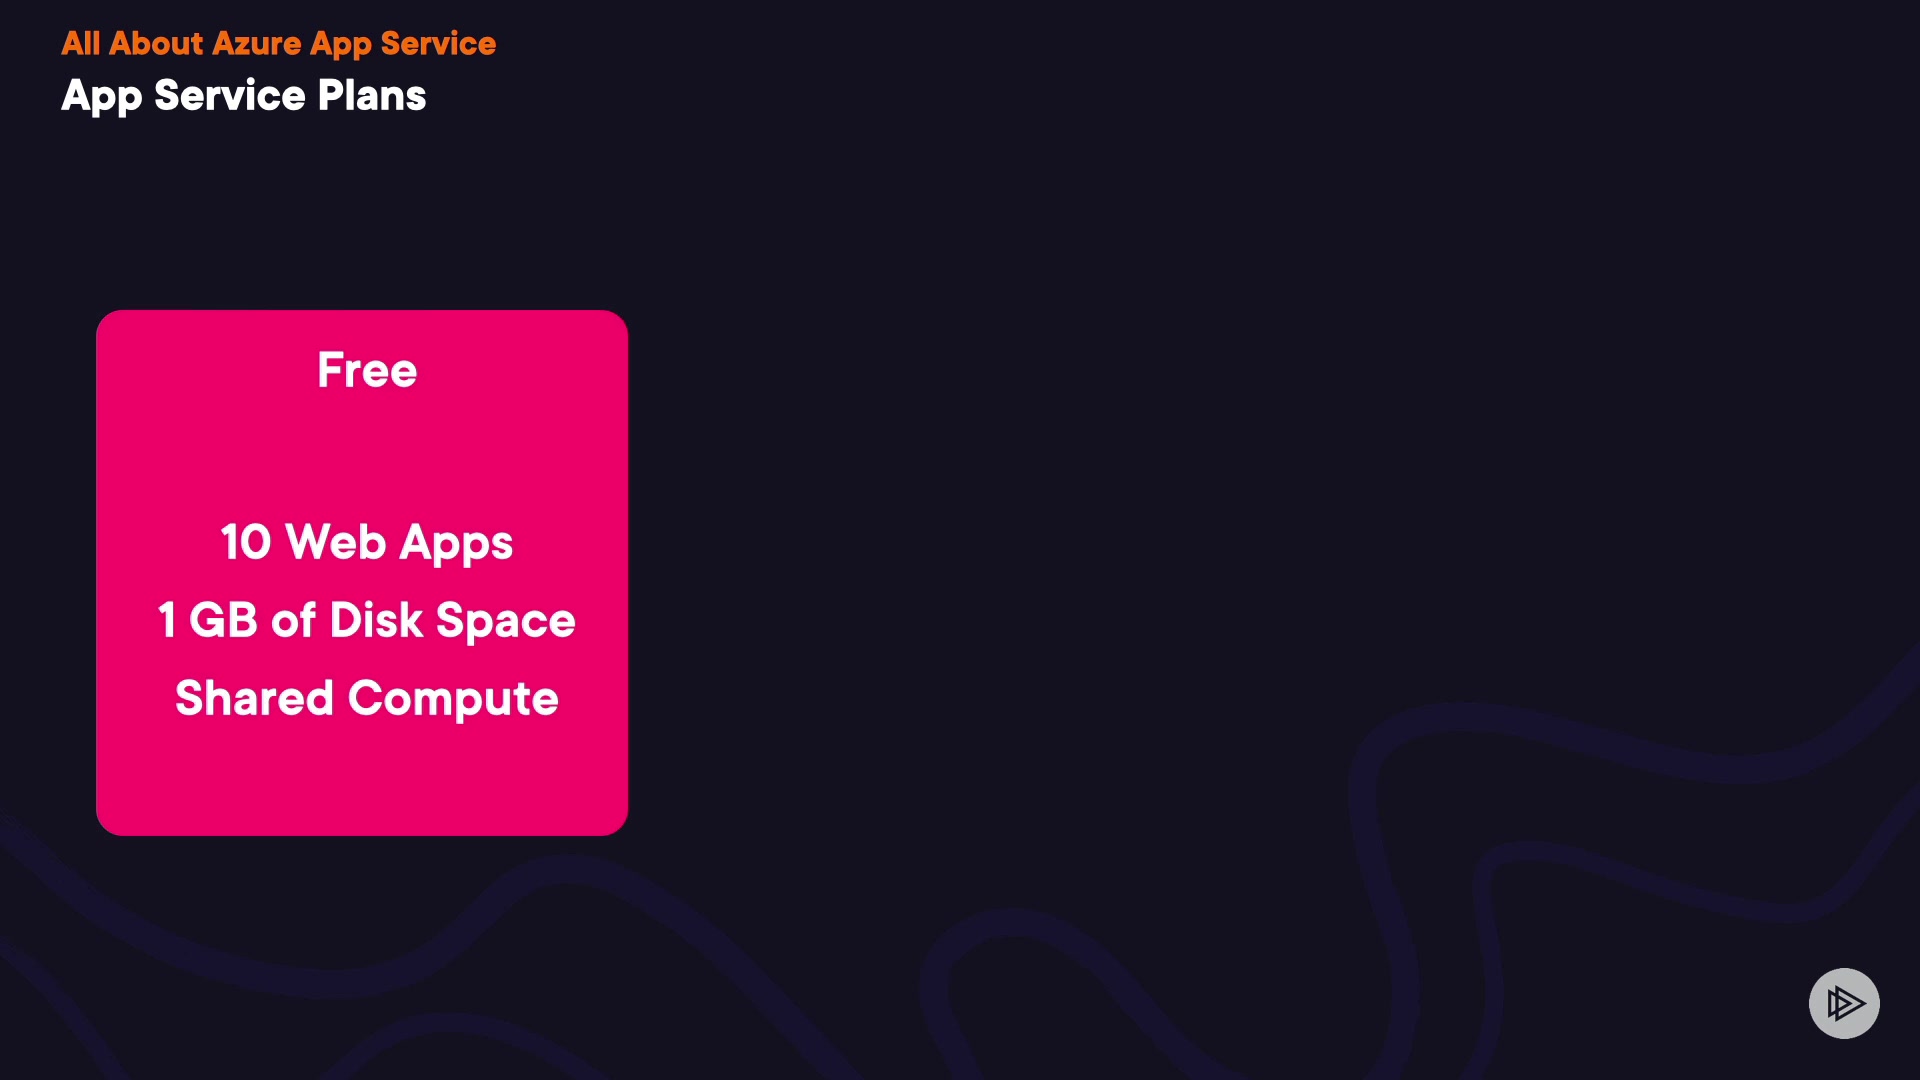 All About Azure App Service
App Service Plans
Free
10 Web Apps
1 GB of Disk Space
Shared Compute